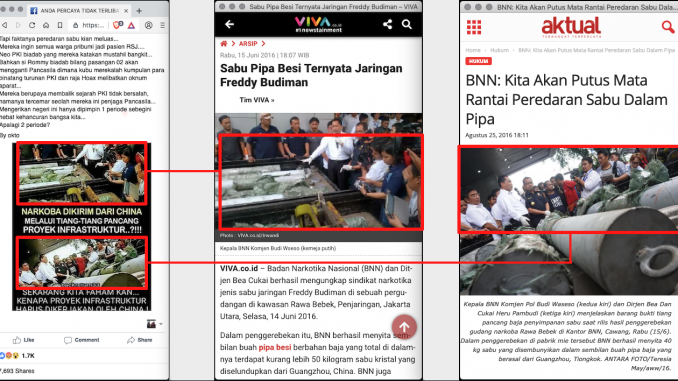 ANDA PERCAYA TIDAK TERLIB
Tapi faktanya peredaran sabu kian meluas...
Mereka ingin semua warga pribumi jadi pasien RSJ.....
Neo PKI biadab yang mereka katakan mustahil bangkit...
Bahkan si Rommy biadab bilang pasangan 02 akan
mengganti Pancasila dimana kubu merekalah kumpulan para
binatang turunan PKI dan raja Hoax melibatkan oknum
aparat...
Mereka berupaya membalik sejarah PKI tidak bersalah,
namanya tercemar seolah mereka ini penjaga Pancasila...
Mengerikan negeri ini hanya dipimpin 1 periode sebegini
hebat kehancuran bangsa kita...
Apalagi 2 periode?
By okto
NARKOBA DIKIRIM DARI CHINA
MELALUI TIANG-TIANG PANCANG
PROYEK INFRASTRUKTUR..?!!!
SEKARANG KITA FAHAM KAN...
KENAPA PROYEK INFRASTRUKTUR
HARUS DIKERJAKAN OLEH CHINA !
Like
Comment
Share
1.7K
7,693 Shares
Sabu Pipa Besi Ternyata Jaringan Freddy Budiman – VIVA
VIVA.co.id
#1newstainment
ARSIP
Rabu, 15 Juni 2016 | 18:07 WIB
Sabu Pipa Besi Ternyata Jaringan
Freddy Budiman
Tim VIVA »
Photo : VIVA.co.id/Irwandi
Kepala BNN Komjen Budi Woseso (kemeja putih)
VIVA.co.id – Badan Narkotika Nasional (BNN) dan Dit-
jen Bea Cukai berhasil mengungkap sindikat narkotika
jenis sabu jaringan Freddy Budiman di sebuah pergu-
dangan di kawasan Rawa Bebek, Penjaringan, Jakarta
Utara, Selasa, 14 Juni 2016.
Dalam penggerebekan itu, BNN berhasil menyita sem-
bilan buah pipa besi berbahan baja yang total di dalam-
nya terdapat kurang lebih 50 kilogram sabu kristal yang
diselundupkan dari Guangzhou, China. BNN juga
BNN: Kita Akan Putus Mata Rantai Peredaran Sabu Dala...
aktual
TERHANGAT TERPERCAYA
Home
Hukum
BNN: Kita Akan Putus Mata Rantai Peredaran Sabu Dalam Pipa
HUKUM
BNN: Kita Akan Putus Mata
Rantai Peredaran Sabu Dalam
Pipa
Agustus 25, 2016 18:11
Kepala BNN Komjen Pol Budi Waseso (kedua kiri) dan Dirjen Bea Dan
Cukai Heru Pambudi (ketiga kiri) menjelaskan barang bukti tiang
pancang baja penyimpanan sabu saat rilis hasil penggerebekan
gudang narkoba Rawa Bebek di Kantor BNN, Cawang, Rabu (15/6).
Dalam penggerebekan di pabrik mie tersebut BNN berhasil menyita 40
kg sabu yang disembunyikan dalam sembilan buah pipa baja yang
berasal dari Guangzhou, Tiongkok. ANTARA FOTO/Teresia
May/aww/16.